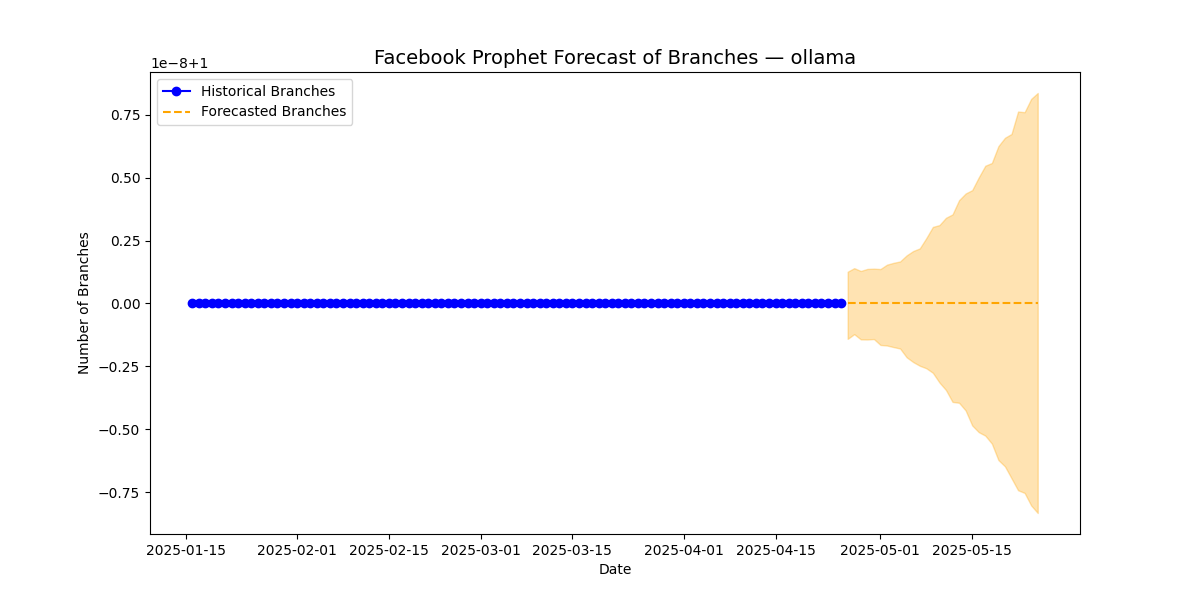 Facebook Prophet Forecast of Branches — ollama
1e−8+1
Historical Branches
Forecasted Branches
0.75
0.50
0.25
0.00
−0.25
−0.50
−0.75
Number of Branches
2025-01-15 2025-02-01 2025-02-15 2025-03-01 2025-03-15 2025-04-01 2025-04-15 2025-05-01 2025-05-15
Date